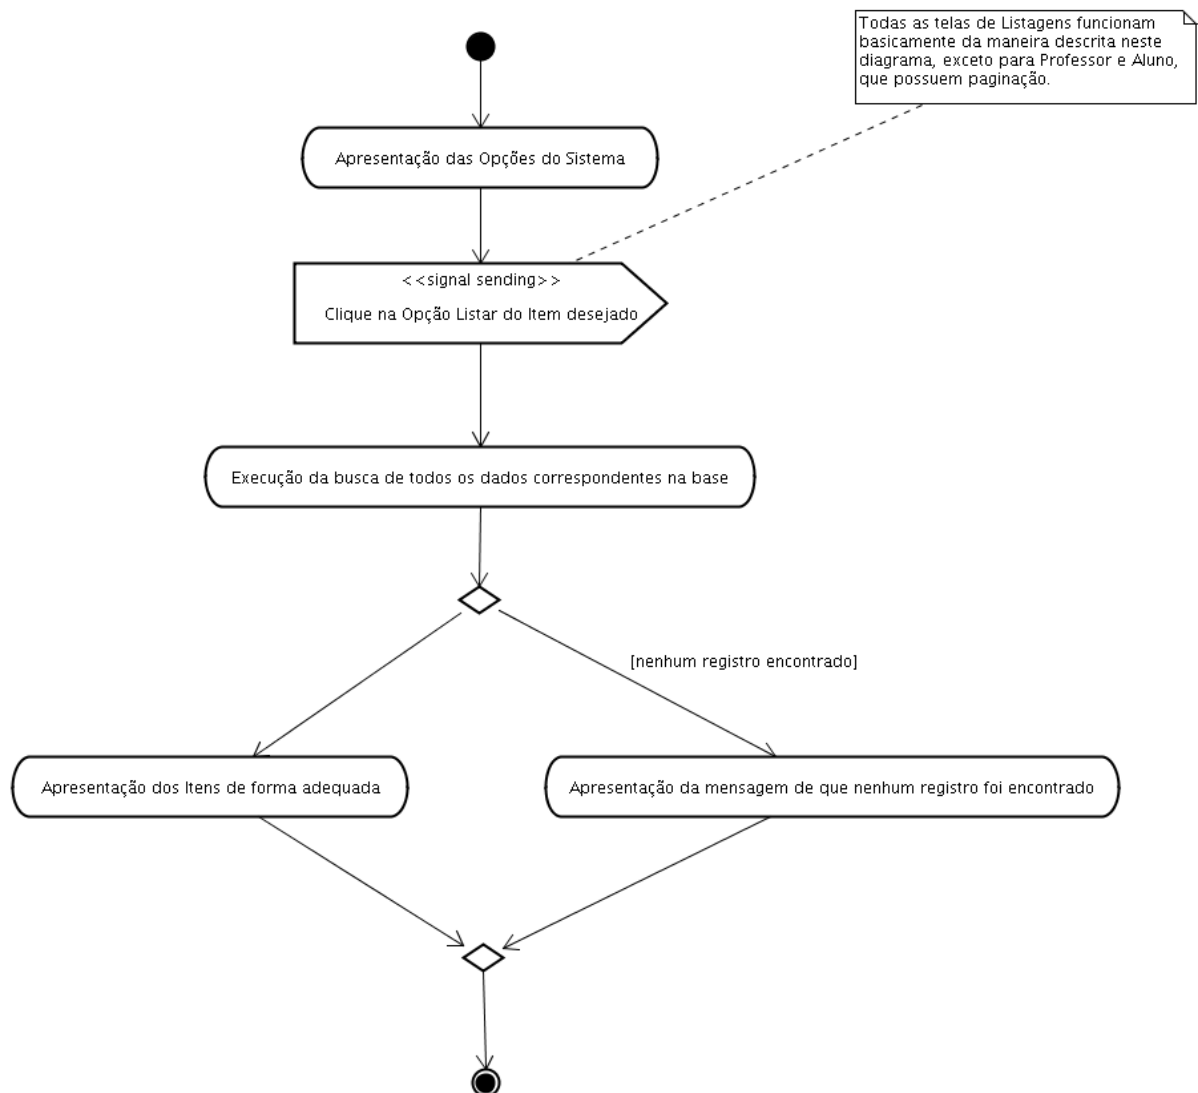 Todas as telas de Listagens funcionam
basicamente da maneira descrita neste
diagrama, exceto para Professor e Aluno,
que possuem paginação.
Apresentação das Opções do Sistema
<<signal sending>>
Clique na Opção Listar do Item desejado
Execução da busca de todos os dados correspondentes na base
[nenhum registro encontrado]
Apresentação dos Itens de forma adequada
Apresentação da mensagem de que nenhum registro foi encontrado